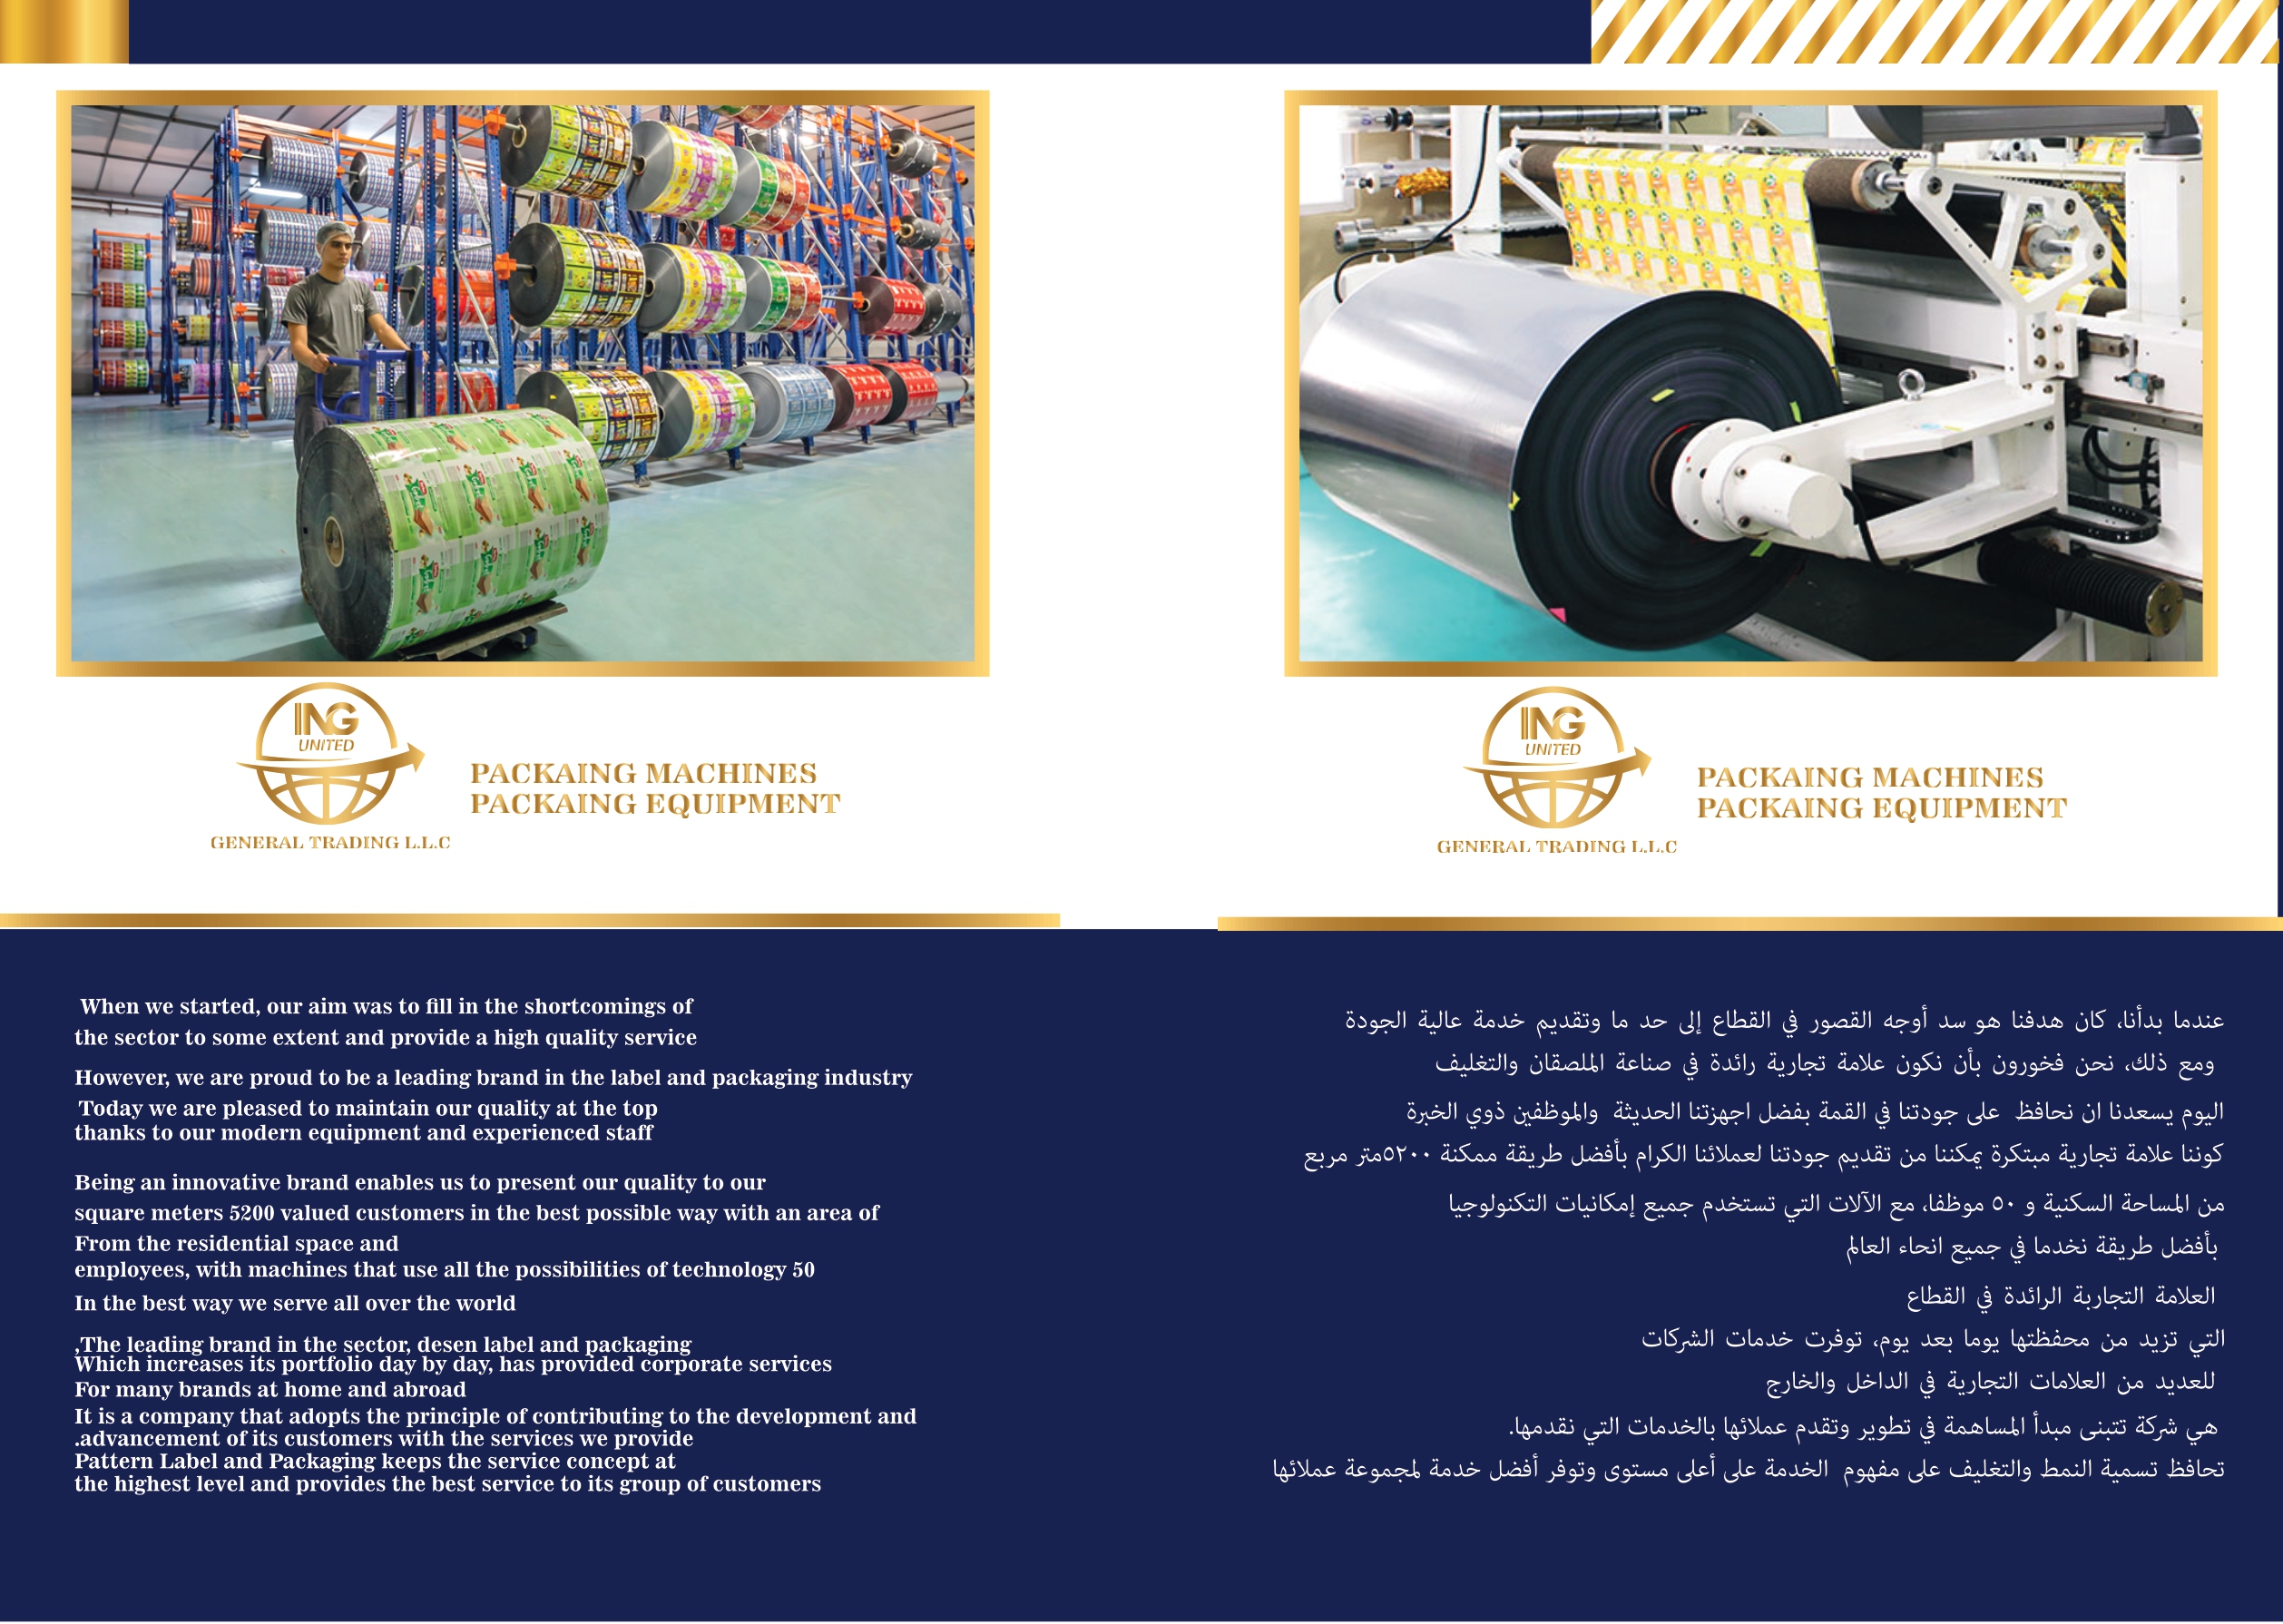 ING
UNITED
GENERAL TRADING L.L.C
PACKAING MACHINES
PACKAING EQUIPMENT
ING
UNITED
GENERAL TRADING L.L.C
PACKAING MACHINES
PACKAING EQUIPMENT
When we started, our aim was to fill in the shortcomings of
the sector to some extent and provide a high quality service
However, we are proud to be a leading brand in the label and packaging industry
Today we are pleased to maintain our quality at the top
thanks to our modern equipment and experienced staff
Being an innovative brand enables us to present our quality to our
square meters 5200 valued customers in the best possible way with an area of
From the residential space and
employees, with machines that use all the possibilities of technology 50
In the best way we serve all over the world
,The leading brand in the sector, desen label and packaging
Which increases its portfolio day by day, has provided corporate services
For many brands at home and abroad
It is a company that adopts the principle of contributing to the development and
.advancement of its customers with the services we provide
Pattern Label and Packaging keeps the service concept at
the highest level and provides the best service to its group of customers
عندما بدأنا، كان هدفنا هو سد أوجه القصور في القطاع إلى حد ما وتقديم خدمة عالية الجودة
ومع ذلك، نحن فخورون بأن نكون علامة تجارية رائدة في صناعة الملصقان والتغليف
اليوم يسعدنا ان نحافظ على جودتنا في القمة بفضل اجهزتنا الحديثة والموظفين ذوي الخبرة
كوننا علامة تجارية مبتكرة يمكننا من تقديم جودتنا لعملائنا الكرام بأفضل طريقة ممكنة ٥٢٠٠متر مربع
من المساحة السكنية و ٥٠ موظفا، مع الآلات التي تستخدم جميع إمكانيات التكنولوجيا
بأفضل طريقة نخدما في جميع انحاء العالم
العلامة التجاربة الرائدة في القطاع
التي تزيد من محفظتها يوما بعد يوم، توفرت خدمات الشركات
للعديد من العلامات التجارية في الداخل والخارج
هي شركة تتبنى مبدأ المساهمة في تطوير وتقدم عملائها بالخدمات التي نقدمها.
تحافظ تسمية النمط والتغليف على مفهوم الخدمة على أعلى مستوى وتوفر أفضل خدمة لمجموعة عملائها